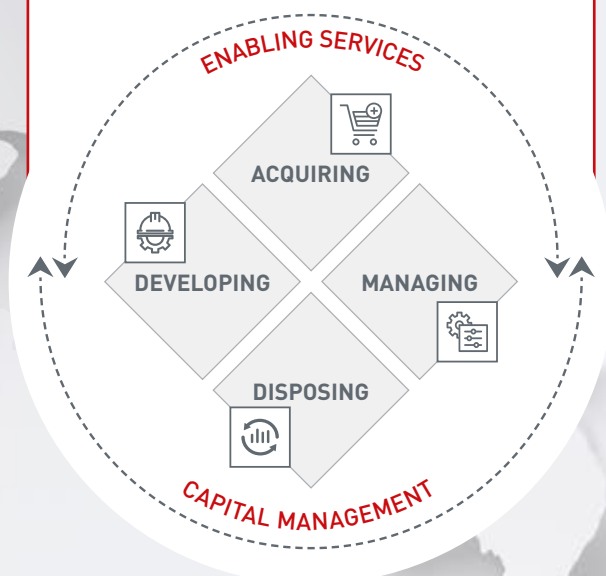 ENABLING SERVICES
ACQUIRING
DEVELOPING
MANAGING
DISPOSING
CAPITAL MANAGEMENT